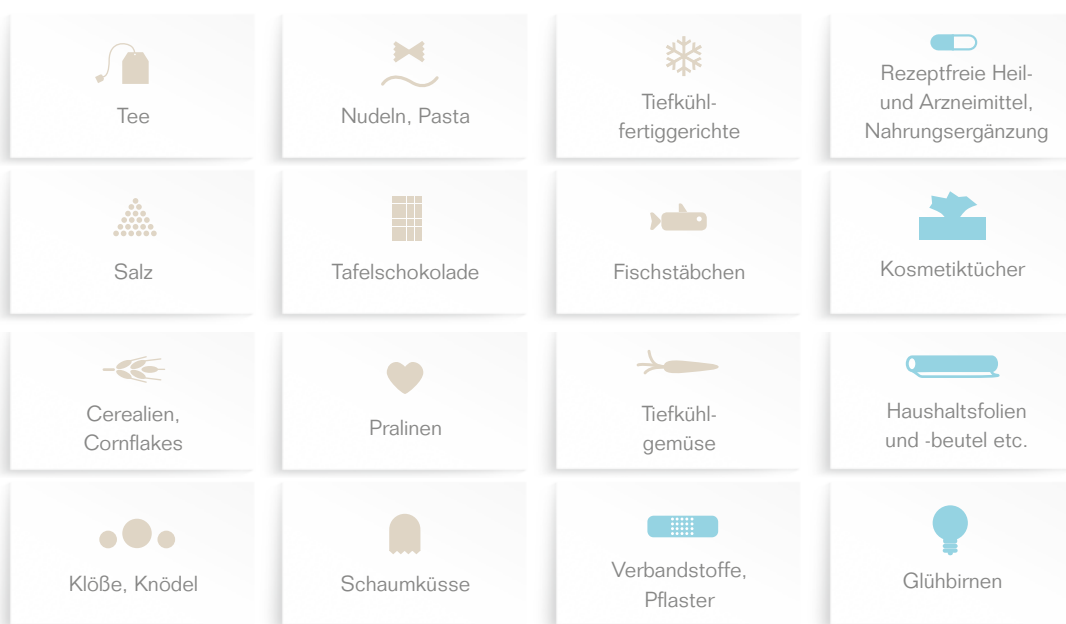 Tee
Nudeln, Pasta
Tiefkühl-
fertiggerichte
Rezeptfreie Heil-
und Arzneimittel,
Nahrungsergänzung
Salz
Tafelschokolade
Fischstäbchen
Kosmetiktücher
Cerealien,
Cornflakes
Pralinen
Tiefkühl-
gemüse
Haushaltsfolien
und -beutel etc.
Klöße, Knödel
Schaumküsse
Verbandstoffe,
Pflaster
Glühbirnen